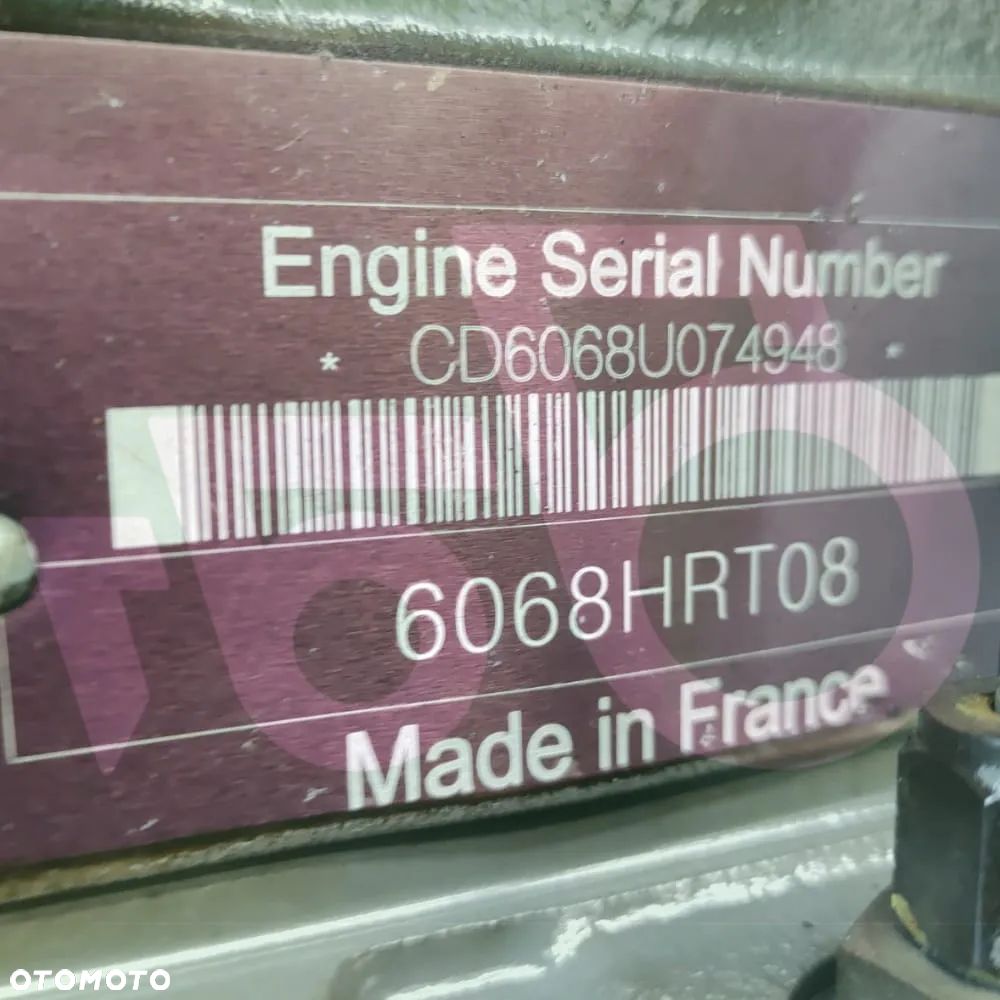 Engine Serial Number
* CD6068U074948 *
6068HRT08
Made in France
OTOMOTO